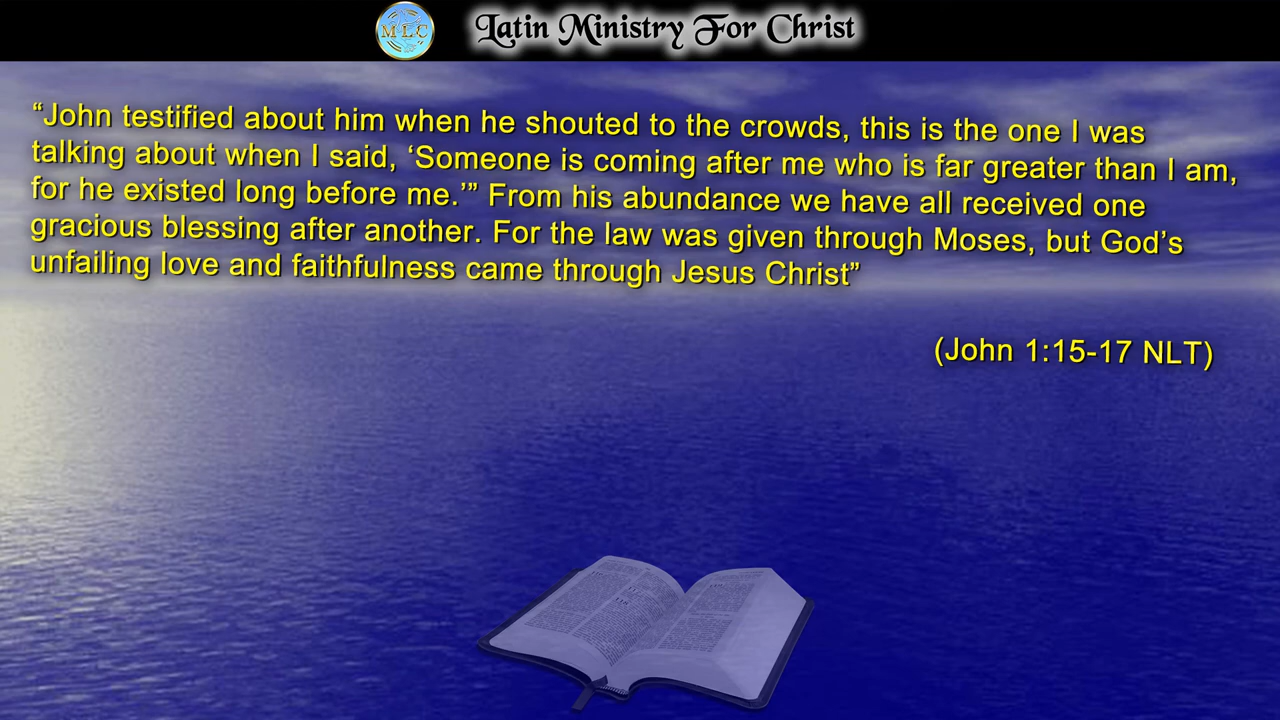 MLC
Latin Ministry For Christ
“John testified about him when he shouted to the crowds, this is the one I was
talking about when I said, ‘Someone is coming after me who is far greater than I am,
for he existed long before me.’” From his abundance we have all received one
gracious blessing after another. For the law was given through Moses, but God’s
unfailing love and faithfulness came through Jesus Christ”
(John 1:15-17 NLT)